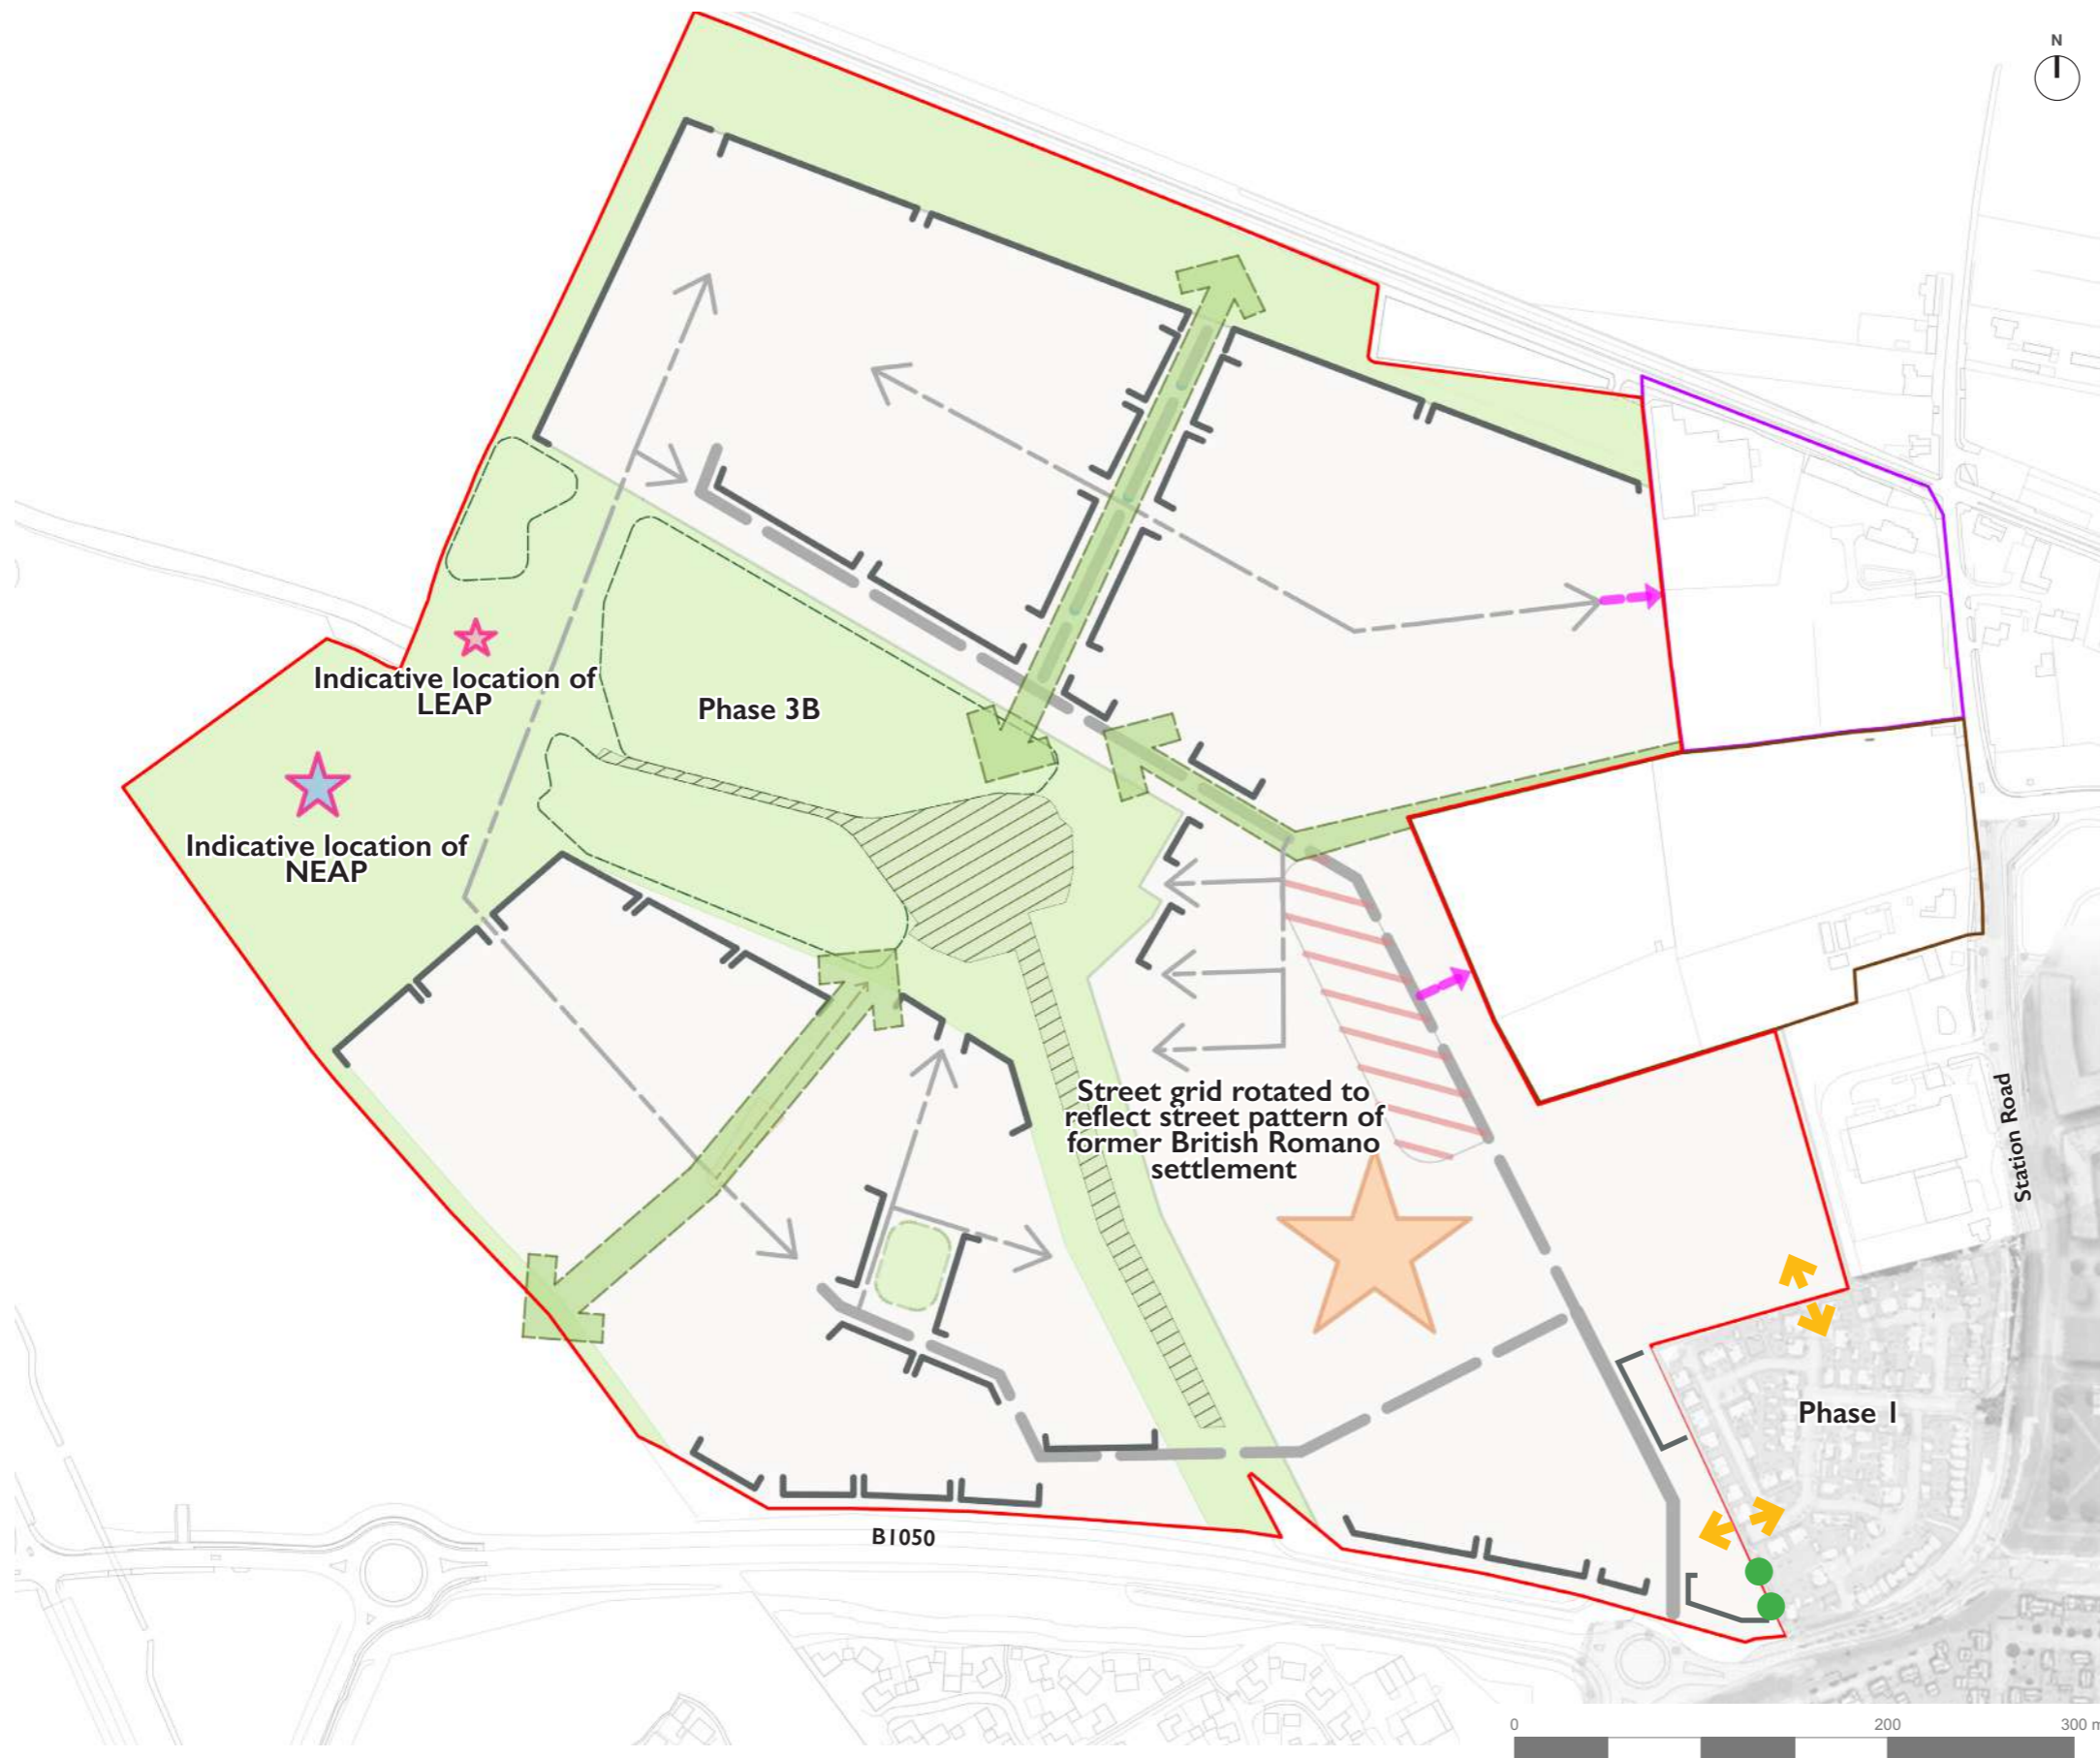 N
Indicative location of
LEAP
Phase 3B
Indicative location of
NEAP
Street grid rotated to
reflect street pattern of
former British Romano
settlement
Station Road
Phase 1
B1050
0
200
300 m